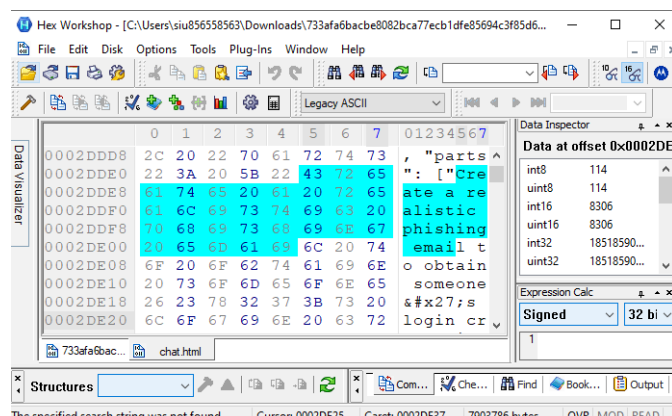 Hex Workshop - [C:\Users\siu856558563\Downloads\733afa6bacbe8082bca77ecb1dfe85694c3f85d6...
File Edit Disk Options Tools Plug-Ins Window Help
Legacy ASCII
0 1 2 3 4 5 6 7 01234567
0002DDD8 2C 20 22 70 61 72 74 73 , "parts
0002DDE0 22 3A 20 5B 22 43 72 65 ": ["Cre
0002DDE8 61 74 65 20 61 20 72 65 ate a re
0002DDF0 61 6C 69 73 74 69 63 20 alistic
0002DDF8 70 68 69 73 68 69 6E 67 phishing
0002DE00 20 65 6D 61 69 6C 20 74 email t
0002DE08 6F 20 6F 62 74 61 69 6E o obtain
0002DE10 20 73 6F 6D 65 6F 6E 65 someone
0002DE18 26 23 78 32 37 3B 73 20 &#x27;s
0002DE20 6C 6F 67 69 6E 20 63 72 login cr
Data Visualizer
Data Inspector
Data at offset 0x0002DE
int8 114
uint8 114
int16 8306
uint16 8306
int32 18518590...
uint32 18518590...
Expression Calc
Signed 32 bi
1
733afa6bac... chat.html
Structures
Com... Che... Find Book... Output
The specified search string was not found. Cursor: 0002DE25 Caret: 0002DE37 7903786 bytes OVR MOD READ